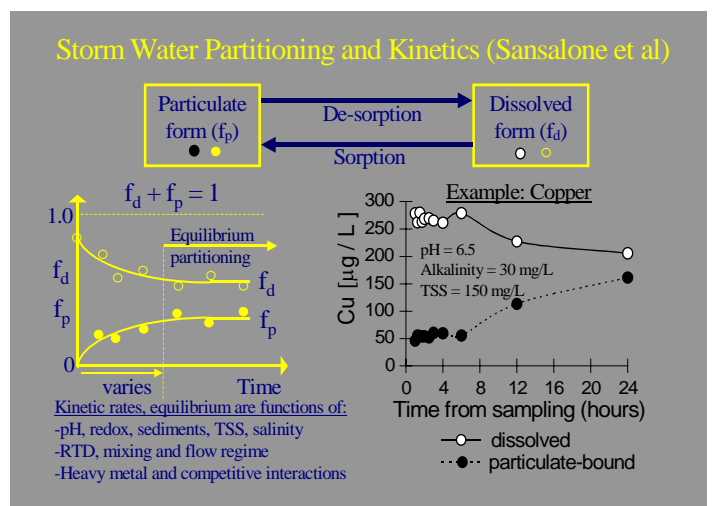 Storm Water Partitioning and Kinetics (Sansalone et al)
Particulate
form (fp)
De-sorption
Sorption
Dissolved
form (fd)
fd + fp = 1
1.0
Equilibrium
partitioning
fd
fd
fp
fp
0
varies
Time
Kinetic rates, equilibrium are functions of:
-pH, redox, sediments, TSS, salinity
-RTD, mixing and flow regime
-Heavy metal and competitive interactions
Example: Copper
Cu [µg / L]
300
250
200
150
100
50
0
pH = 6.5
Alkalinity = 30 mg/L
TSS = 150 mg/L
0 4 8 12 16 20 24
Time from sampling (hours)
dissolved
particulate-bound